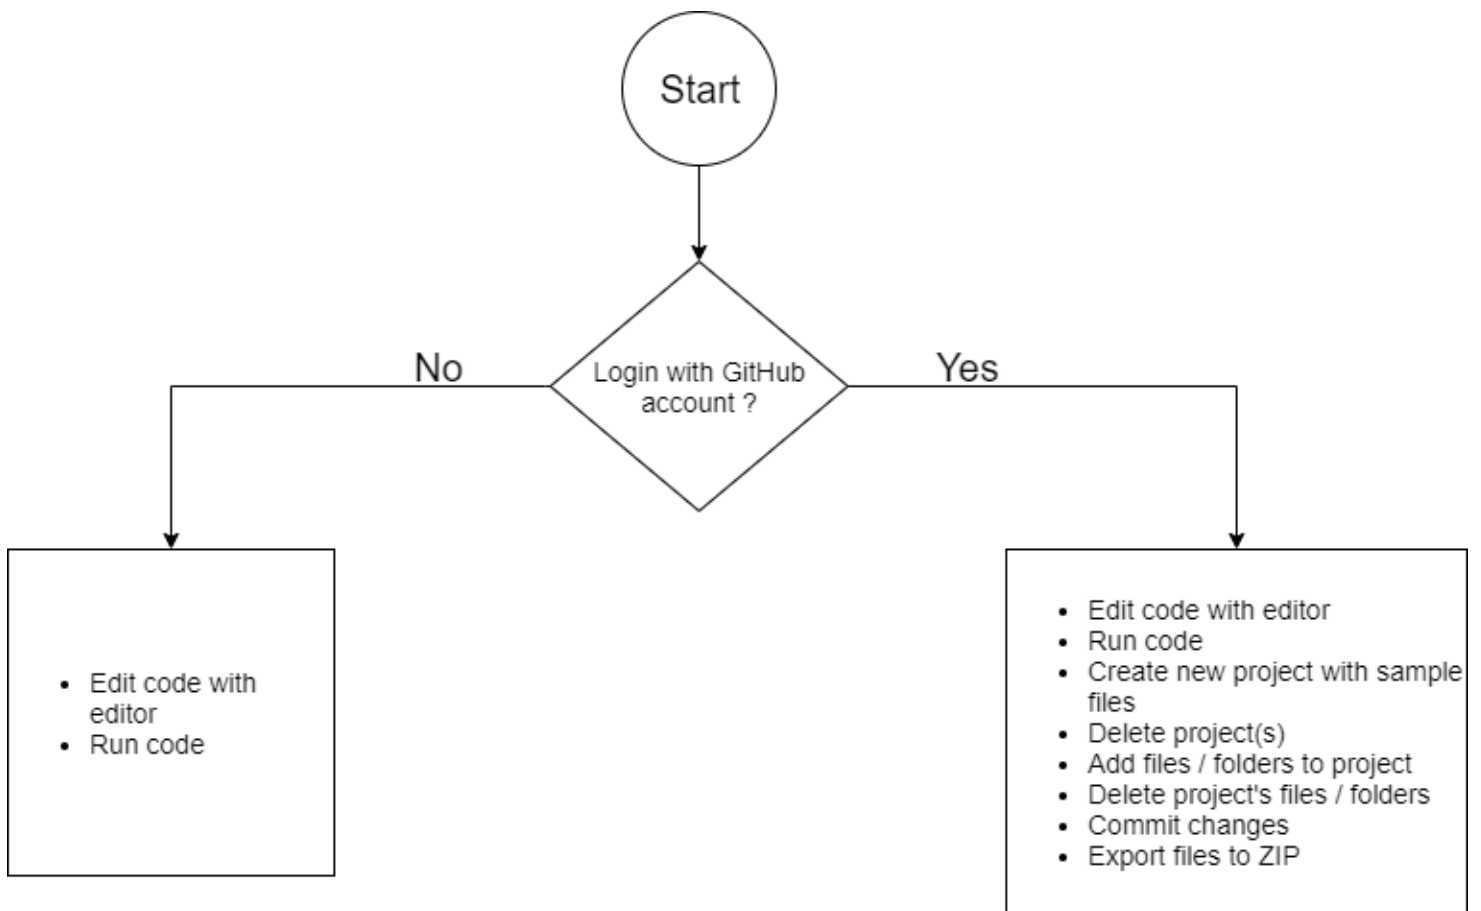 Start
No
Login with GitHub
account ?
Yes
• Edit code with
editor
• Run code
• Edit code with editor
• Run code
• Create new project with sample
files
• Delete project(s)
• Add files / folders to project
• Delete project's files / folders
• Commit changes
• Export files to ZIP